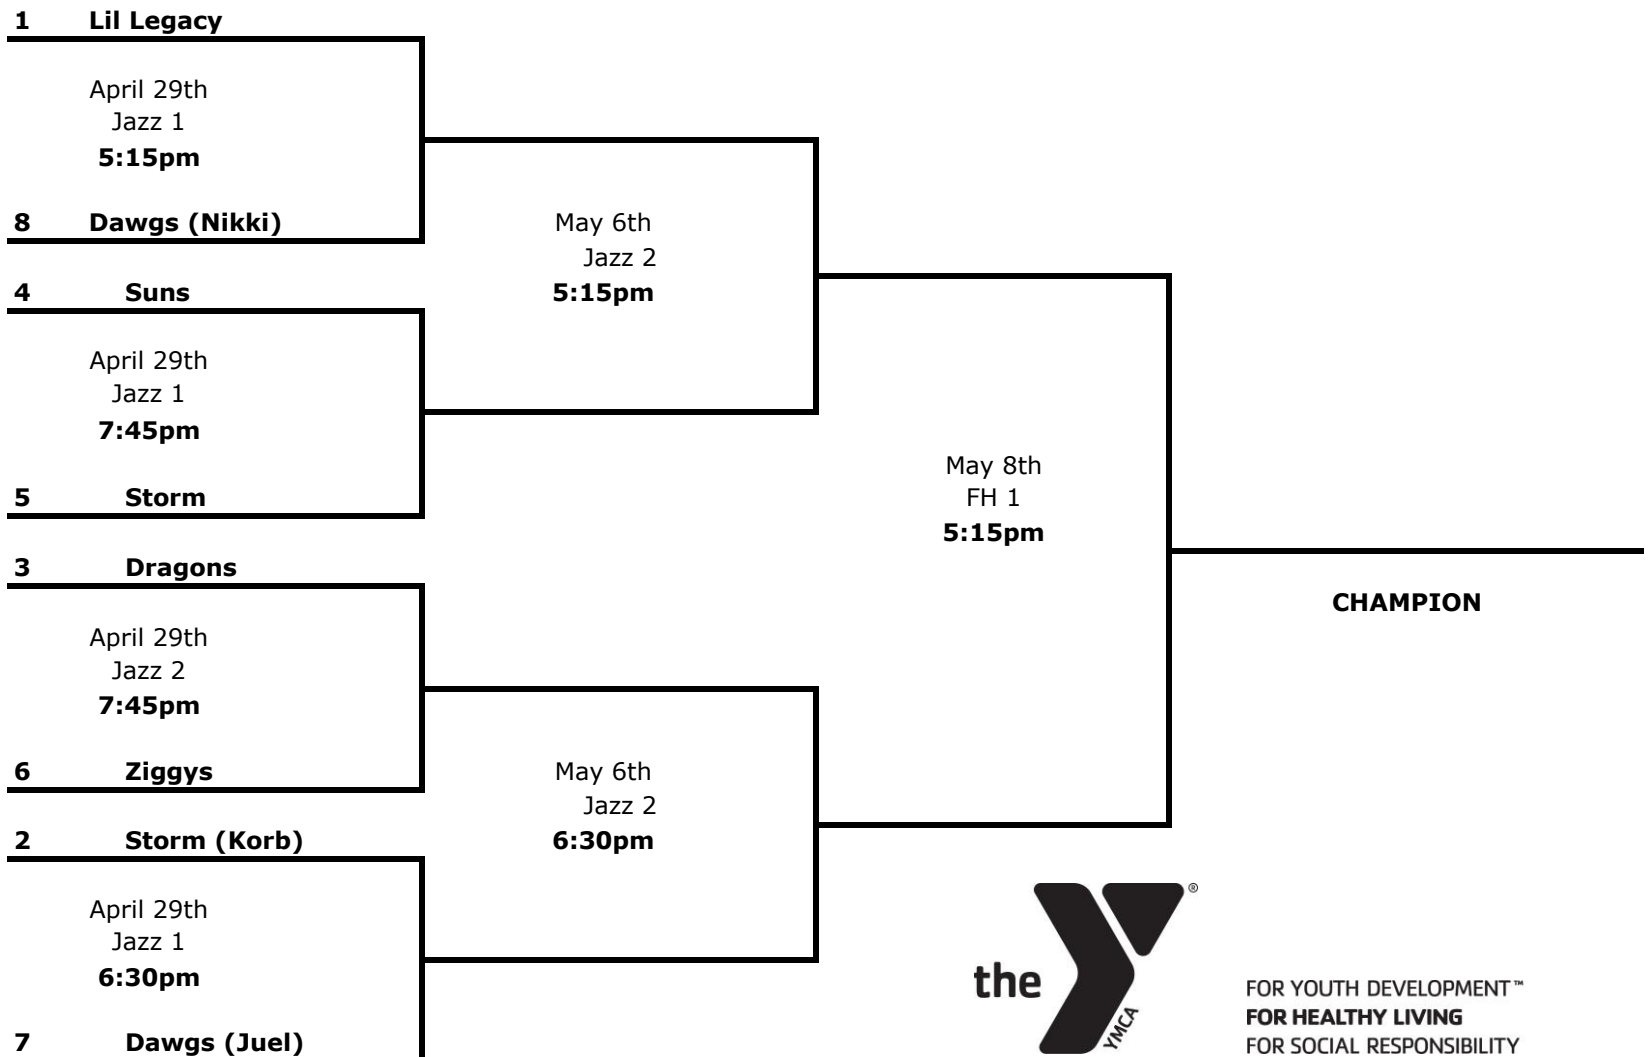 1 Lil Legacy
April 29th
Jazz 1
5:15pm
8 Dawgs (Nikki)
4 Suns
April 29th
Jazz 1
7:45pm
5 Storm
3 Dragons
April 29th
Jazz 2
7:45pm
6 Ziggys
2 Storm (Korb)
April 29th
Jazz 1
6:30pm
7 Dawgs (Juel)
May 6th
Jazz 2
5:15pm
May 6th
Jazz 2
6:30pm
May 8th
FH 1
5:15pm
CHAMPION
the Y ®
YMCA
FOR YOUTH DEVELOPMENT™
FOR HEALTHY LIVING
FOR SOCIAL RESPONSIBILITY